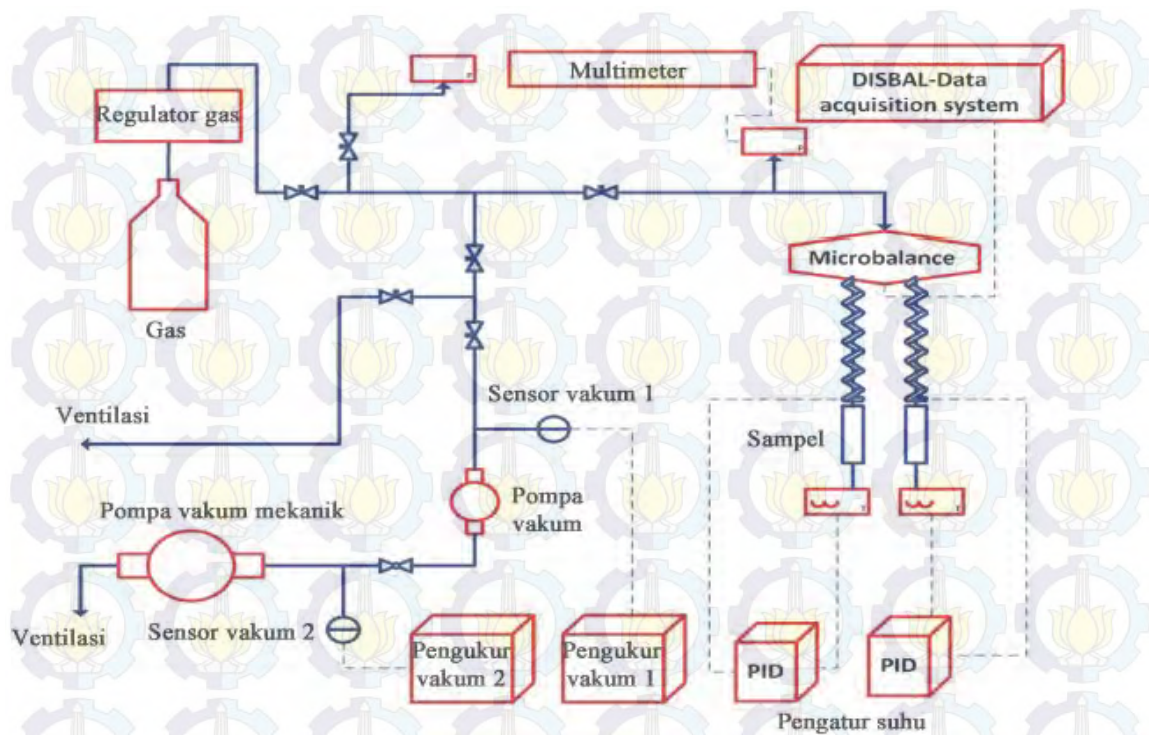 Multimeter
DISBAL-Data
acquisition system
P
Regulator gas
P
Microbalance
Gas
Sensor vakum 1
Ventilasi
Sampel
Pompa
vakum
Pompa vakum mekanik
T
T
Ventilasi
Sensor vakum 2
Pengukur
vakum 2
Pengukur
vakum 1
PID
PID
Pengatur suhu